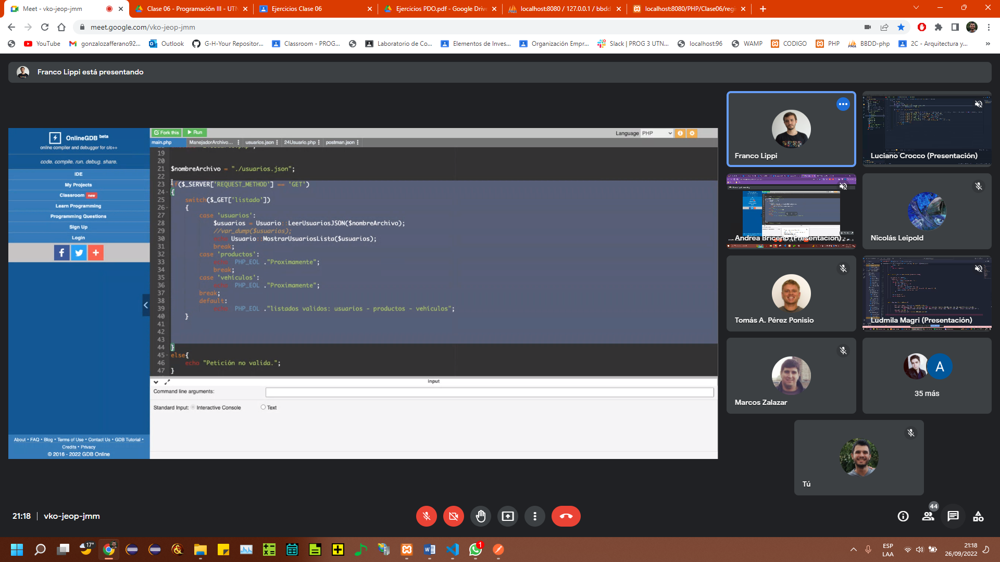 Meet - vko-jeop-jmm
Clase 06 - Programación III - UTN
Ejercicios Clase 06
Ejercicios PDO.pdf - Google Drive
localhost:8080 / 127.0.0.1 / bbdd
localhost:8080/PHP/Clase06/regi
meet.google.com/vko-jeop-jmm
YouTube
gonzalozafferano92...
Outlook
G-H-Your Repositor...
Classroom - PROG...
Laboratorio de Co...
Elementos de Inves...
Organización Empr...
Slack | PROG 3 UTN...
localhost96
WAMP
CODIGO
PHP
BBDD-php
2C - Arquitectura y...
Franco Lippi está presentando
OnlineGDB beta
online compiler and debugger for c/c++
code. compile. run. debug. share.
IDE
My Projects
Classroom new
Learn Programming
Programming Questions
Sign Up
Login
About • FAQ • Blog • Terms of Use • Contact Us • GDB Tutorial •
Credits • Privacy
© 2016 - 2022 GDB Online
Fork this
Run
Language PHP
main.php
ManejadorArchivo...
usuarios.json
24Usuario.php
postman.json
19
20
21 $nombreArchivo = "./usuarios.json";
22
23 if($_SERVER['REQUEST_METHOD'] == 'GET')
24 {
25 switch($_GET['listado'])
26 {
27 case 'usuarios':
28 $usuarios = Usuario::LeerUsuariosJSON($nombreArchivo);
29 //var_dump($usuarios);
30 echo Usuario::MostrarUsuariosLista($usuarios);
31 break;
32 case 'productos':
33 echo PHP_EOL ."Proximamente";
34 break;
35 case 'vehículos':
36 echo PHP_EOL ."Proximamente";
37 break;
38 default:
39 echo PHP_EOL ."listados validos: usuarios - productos - vehículos";
40 }
41
42
43
44 }
45 else{
46 echo "Petición no valida.";
47 }
input
Command line arguments:
Standard Input: Interactive Console Text
Franco Lippi
Luciano Crocco (Presentación)
Andrea Briceño (Presentación)
Nicolás Leipold
Tomás A. Pérez Ponisio
Ludmila Magri (Presentación)
Marcos Zalazar
A
35 más
Tú
21:18 | vko-jeop-jmm
44
17°
1
ESP
LAA
21:18
26/09/2022